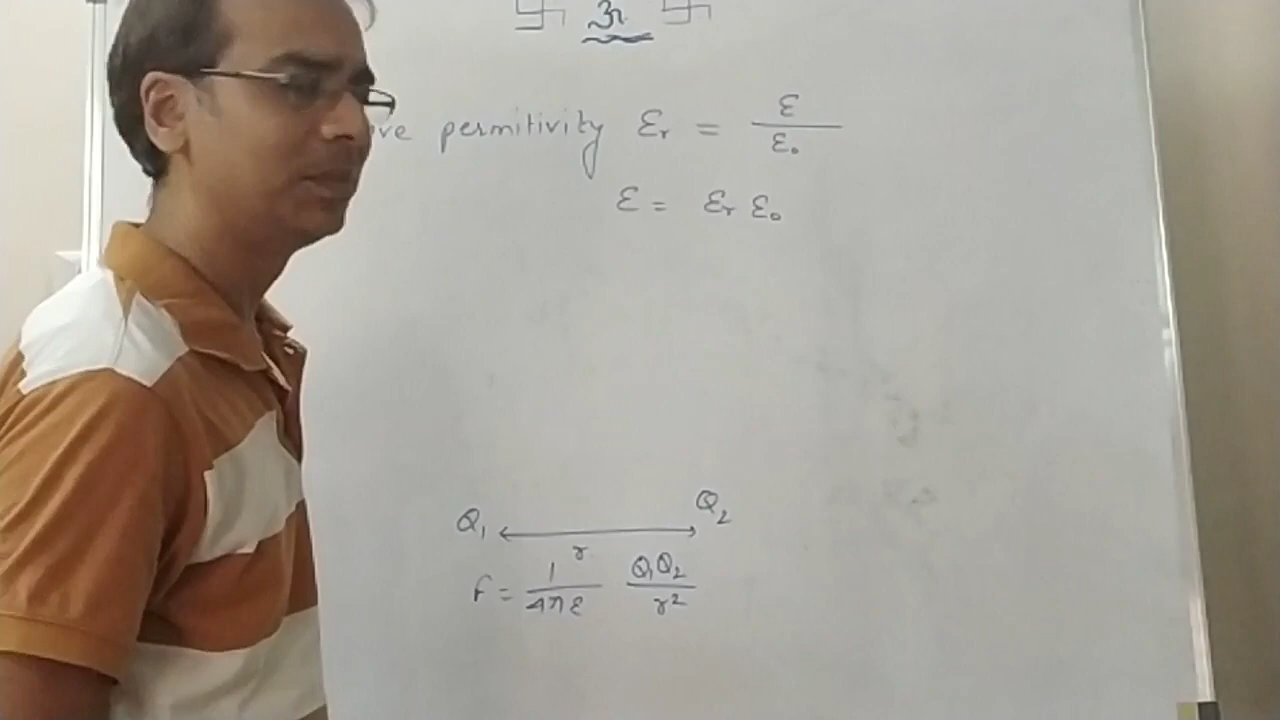 卐 ॐ 卐
ve permitivity εr = ε / ε₀
ε = εr ε₀
Q₁ Q₂
r
F = 1 / 4πε Q₁Q₂ / r²